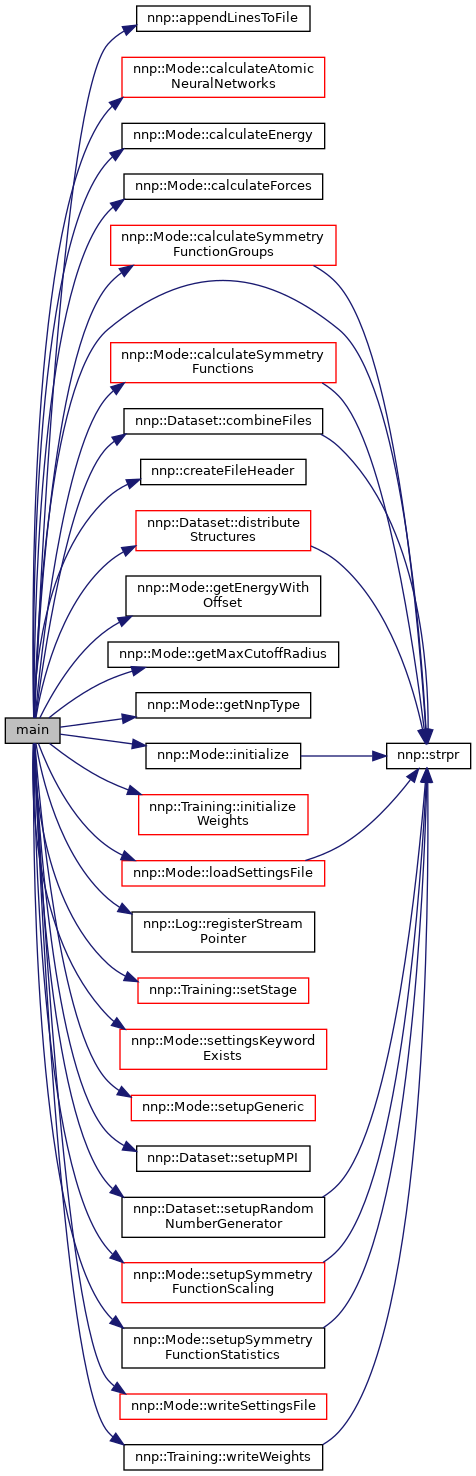 nnp::appendLinesToFile
nnp::Mode::calculateAtomic
NeuralNetworks
nnp::Mode::calculateEnergy
nnp::Mode::calculateForces
nnp::Mode::calculateSymmetry
FunctionGroups
nnp::Mode::calculateSymmetry
Functions
nnp::Dataset::combineFiles
nnp::createFileHeader
nnp::Dataset::distribute
Structures
nnp::Mode::getEnergyWith
Offset
nnp::Mode::getMaxCutoffRadius
nnp::Mode::getNnpType
main
nnp::Mode::initialize
nnp::strpr
nnp::Training::initialize
Weights
nnp::Mode::loadSettingsFile
nnp::Log::registerStream
Pointer
nnp::Training::setStage
nnp::Mode::settingsKeyword
Exists
nnp::Mode::setupGeneric
nnp::Dataset::setupMPI
nnp::Dataset::setupRandom
NumberGenerator
nnp::Mode::setupSymmetry
FunctionScaling
nnp::Mode::setupSymmetry
FunctionStatistics
nnp::Mode::writeSettingsFile
nnp::Training::writeWeights